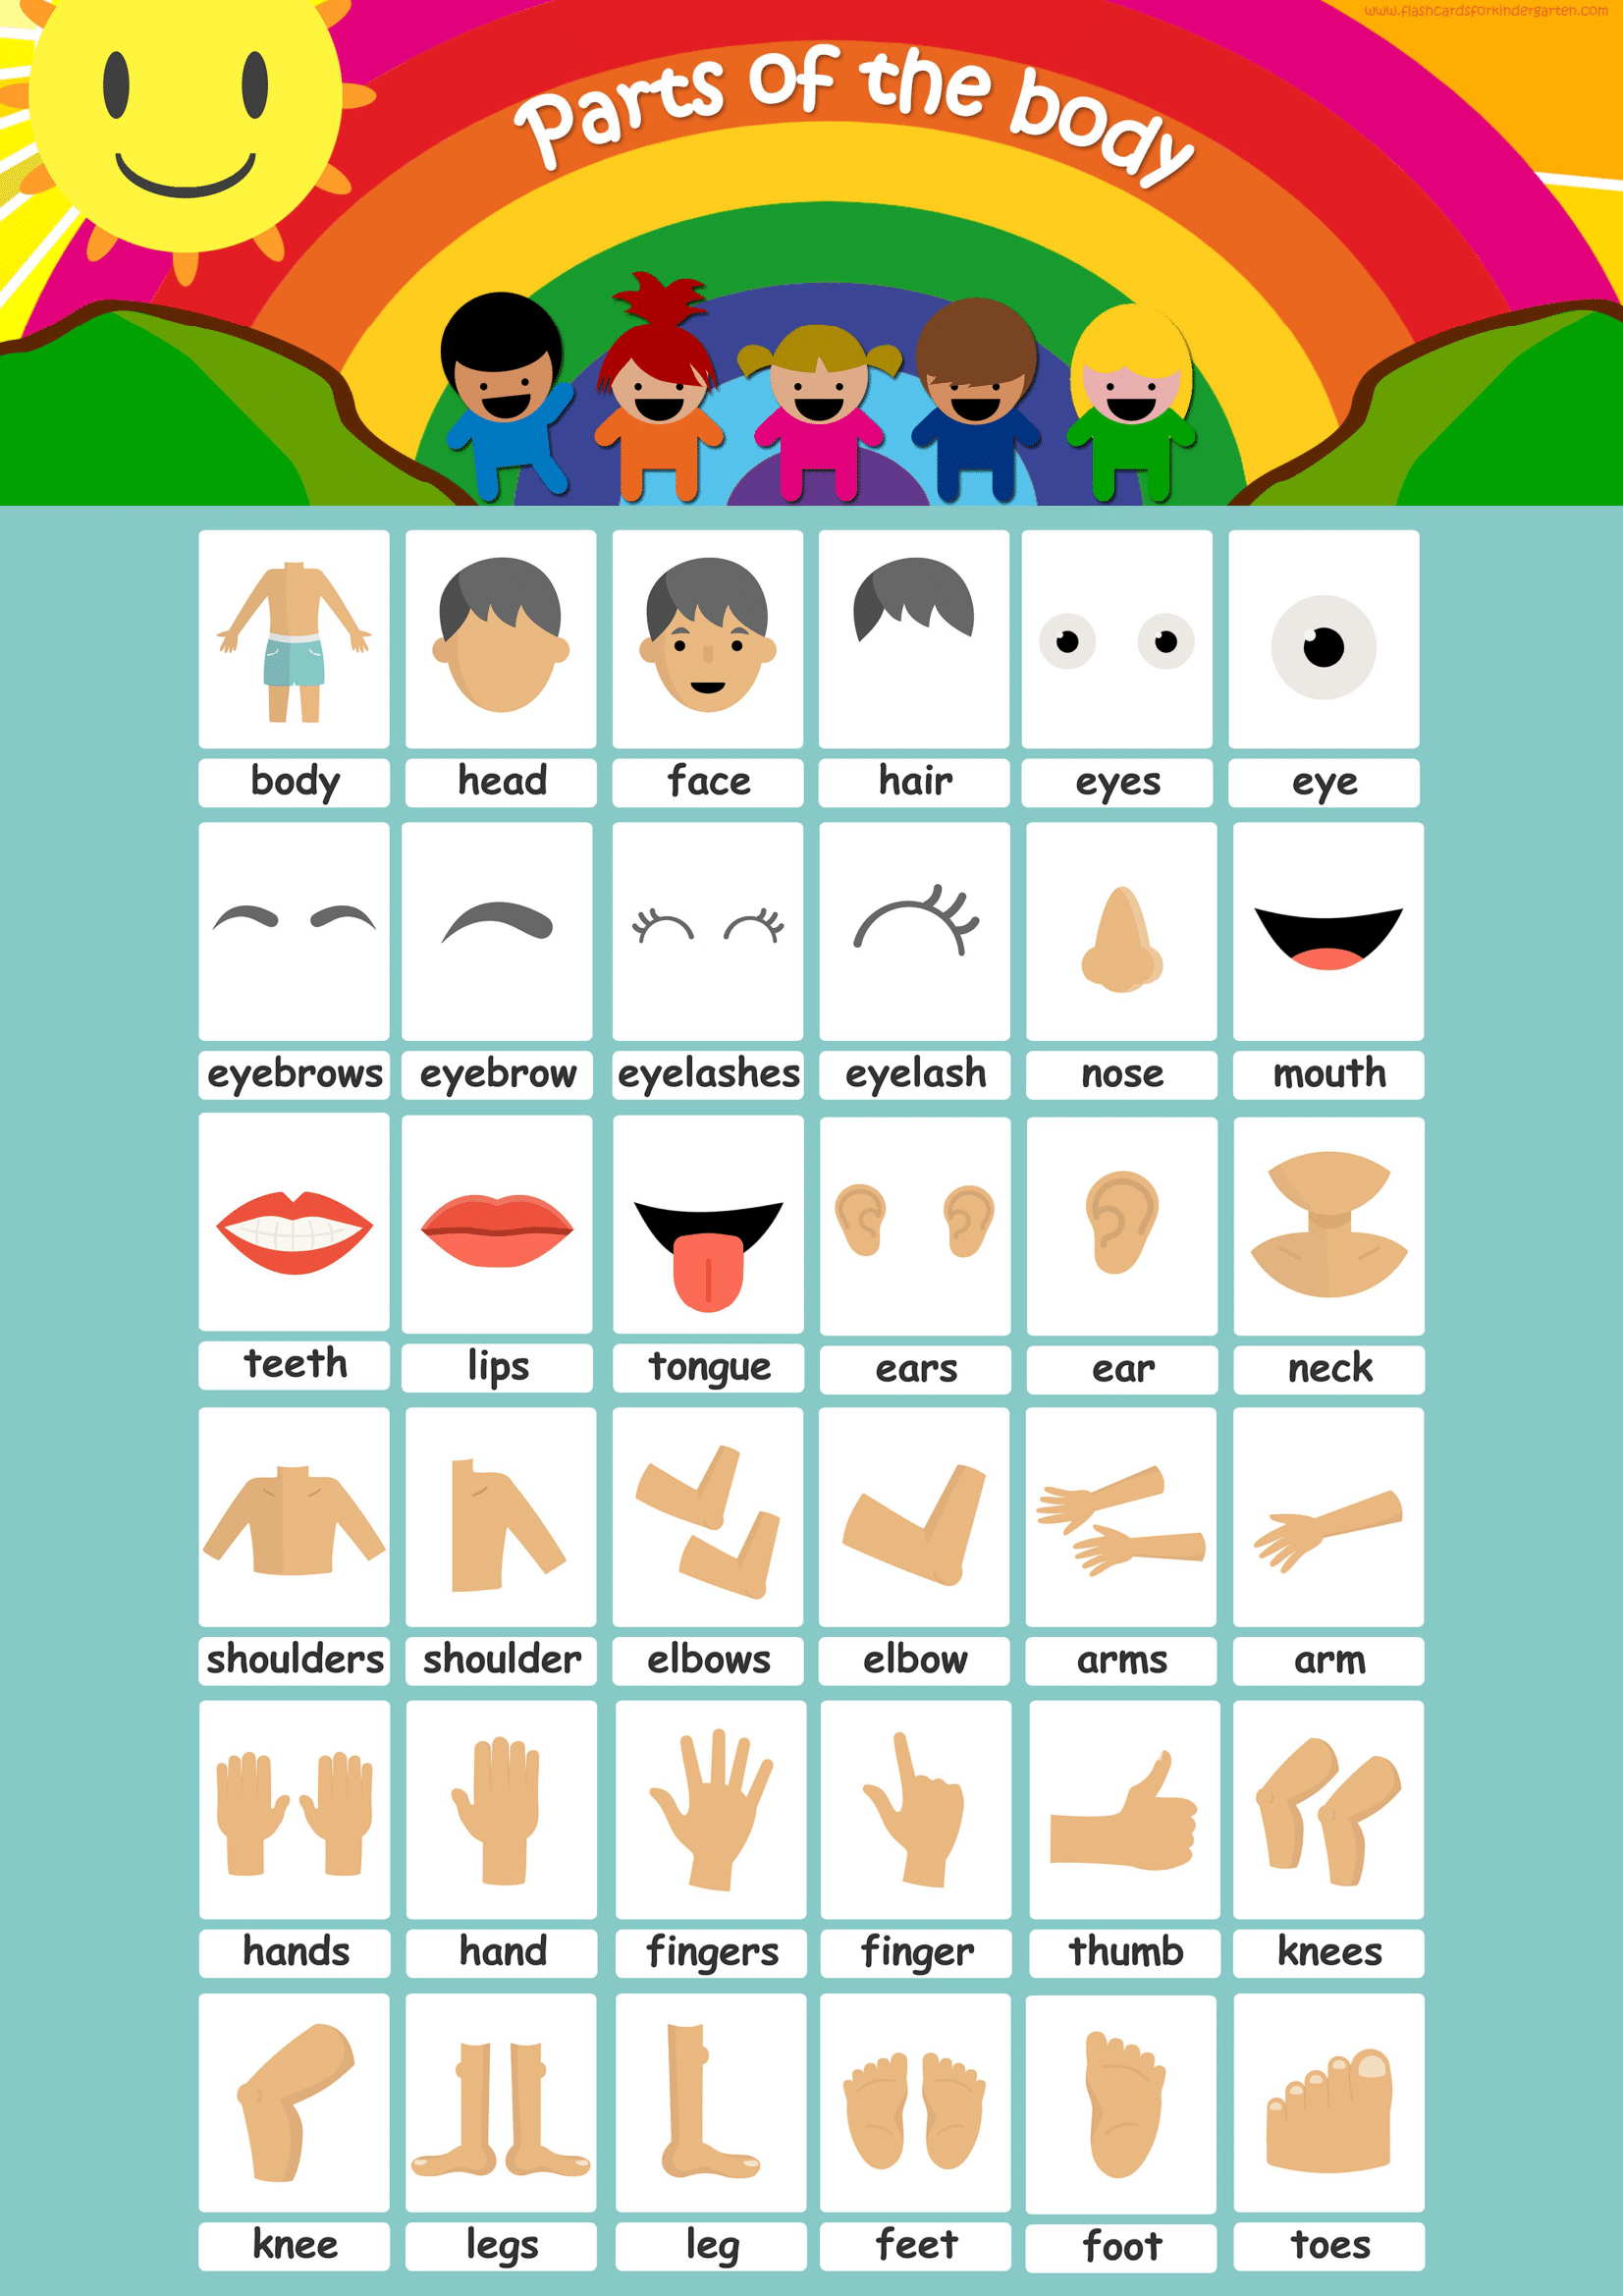 www.flashcardsforkindergarten.com
Parts of the body
body head face hair eyes eye
eyebrows eyebrow eyelashes eyelash nose mouth
teeth lips tongue ears ear neck
shoulders shoulder elbows elbow arms arm
hands hand fingers finger thumb knees
knee legs leg feet foot toes